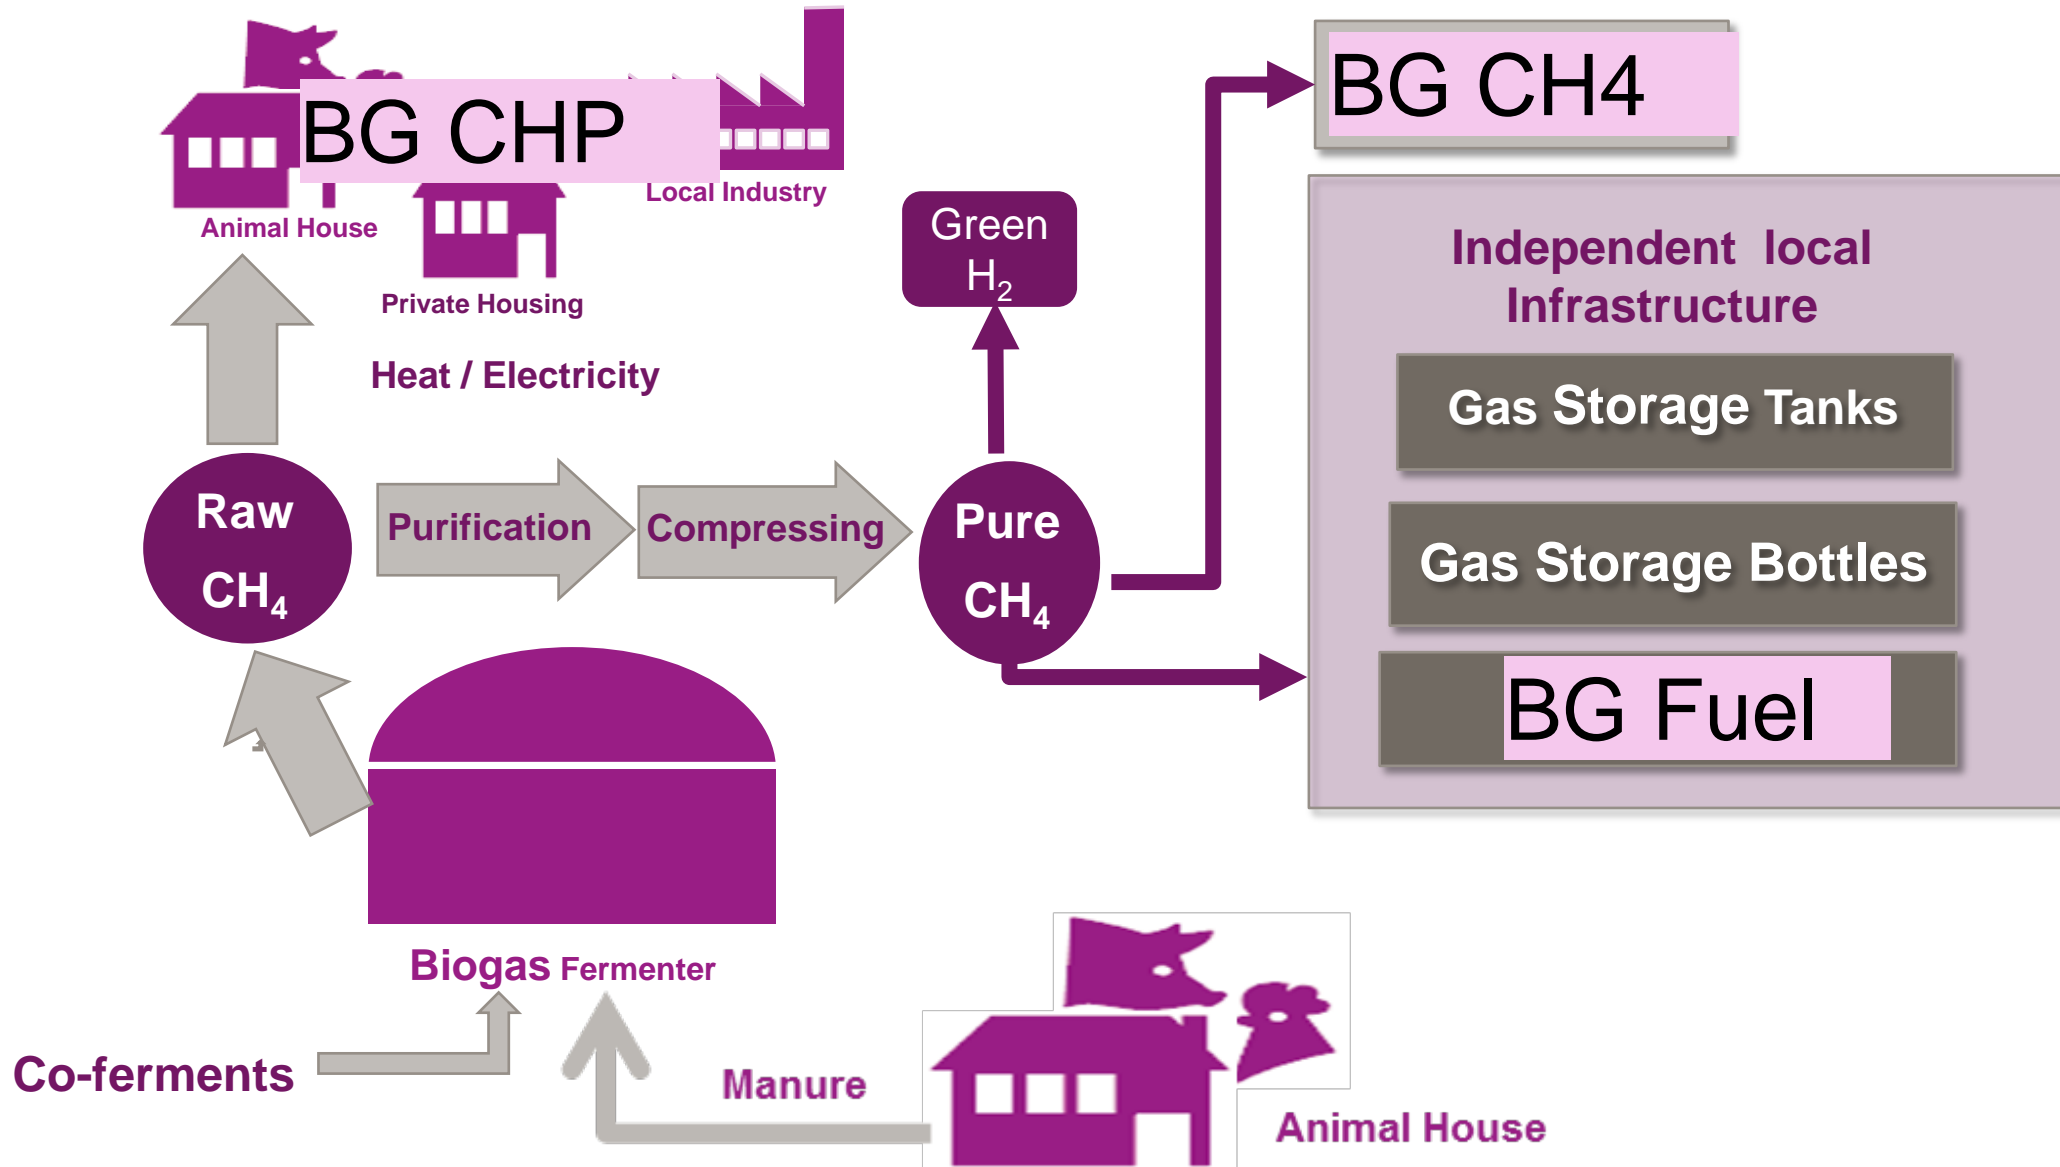 BG CHP
Local Industry
Animal House
Private Housing
Heat / Electricity
BG CH4
Green
H₂
Independent local
Infrastructure
Gas Storage Tanks
Gas Storage Bottles
BG Fuel
Raw
CH₄
Purification
Compressing
Pure
CH₄
Biogas Fermenter
Co-ferments
Manure
Animal House